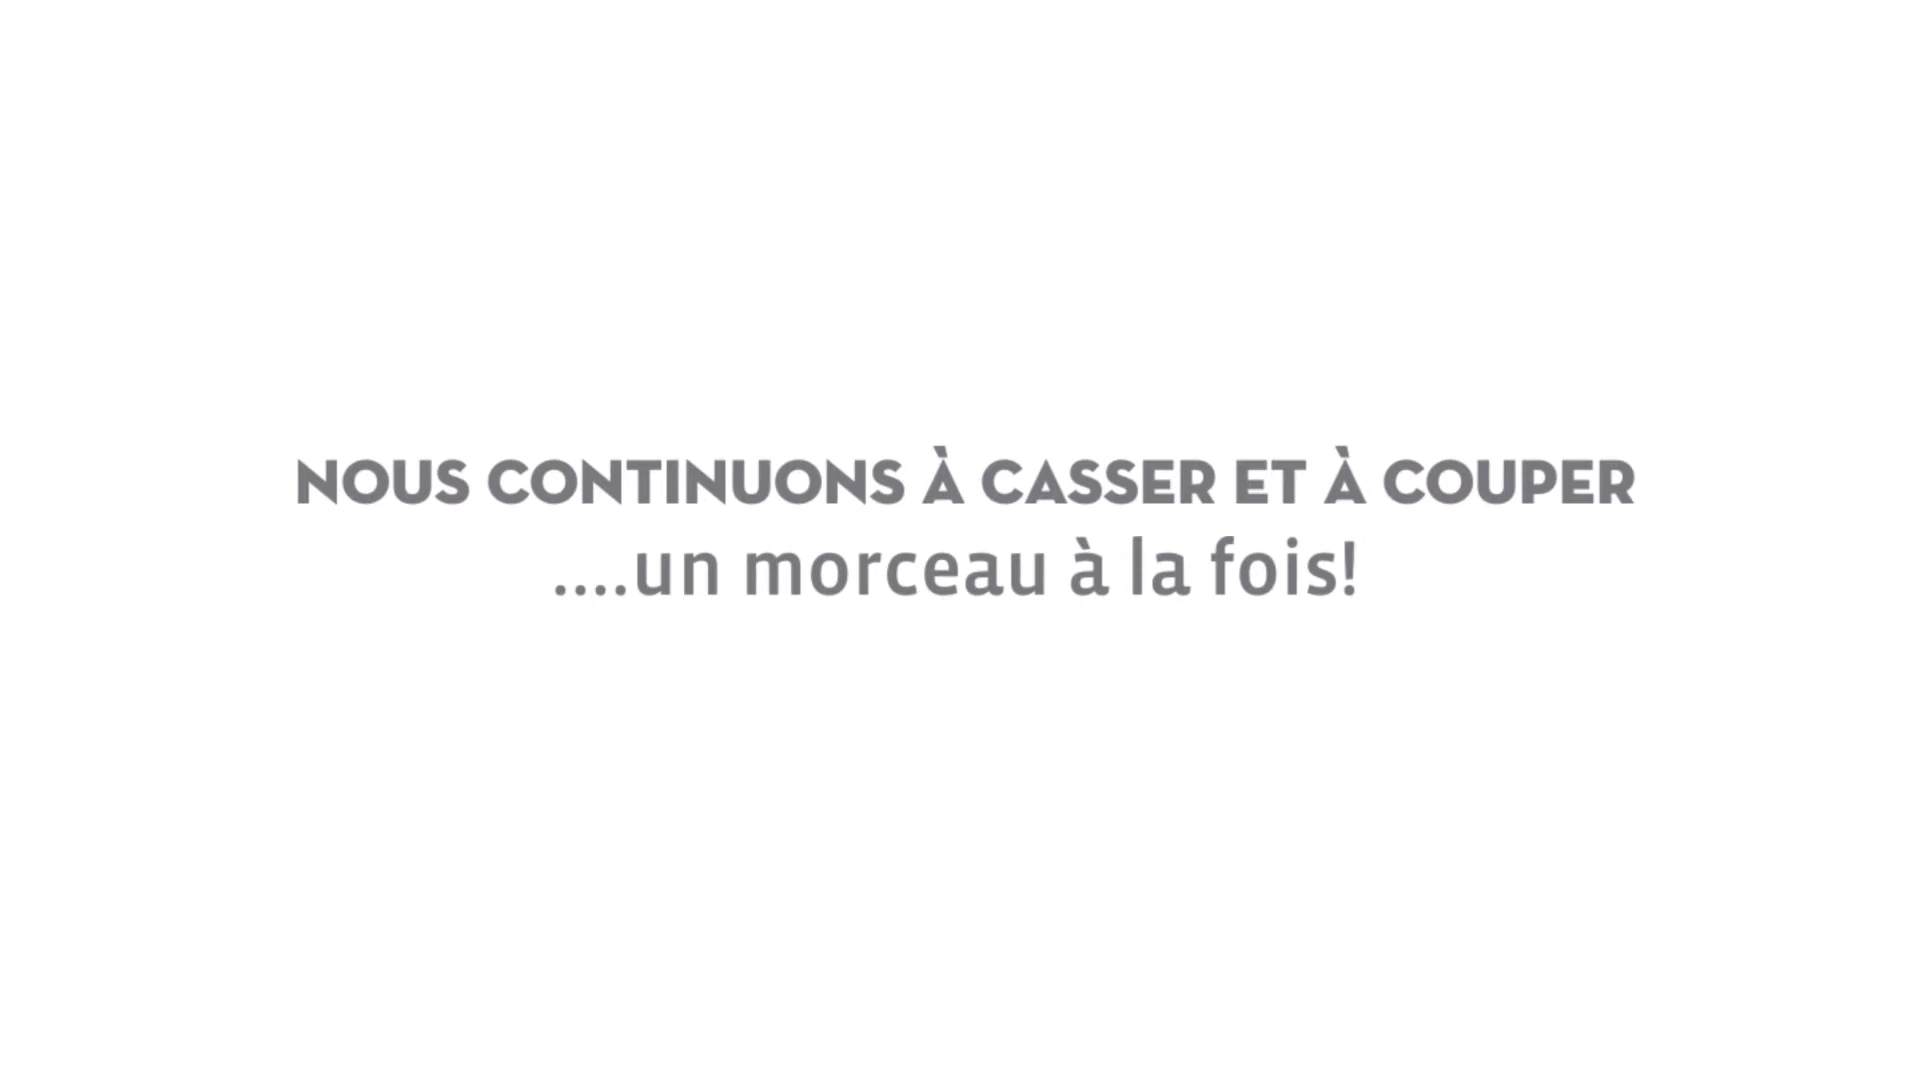 NOUS CONTINUONS À CASSER ET À COUPER
....un morceau à la fois!